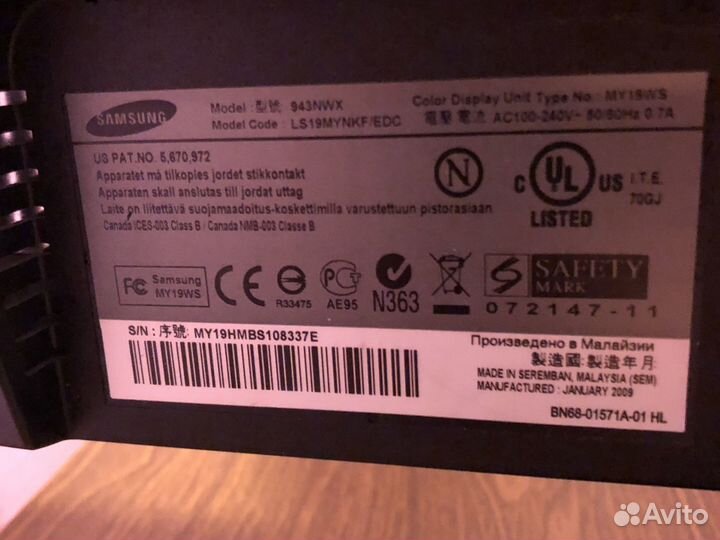 SAMSUNG
Model : 型號 943NWX
Color Display Unit Type No : MY19WS
Model Code : LS19MYNKF/EDC
電壓 電流 AC100-240V~ 50/60Hz 0.7A
US PAT.NO. 5,670,972
Apparatet må tilkopies jordet stikkontakt
Apparaten skall anslutas till jordat uttag
Laite on liitettävä suojamaadoitus-koskettimilla varustettuun pistorasiaan
Canada ICES-003 Class B / Canada NMB-003 Classe B
N
C UL US I.T.E.
70GJ
LISTED
FC Samsung
MY19WS
CE
R33475
PCT
AE95
N363
S SAFETY
MARK
072147-11
S/N : 序號: MY19HMBS108337E
Произведено в Малайзии
製造國: 製造年月
MADE IN SEREMBAN, MALAYSIA (SEM)
MANUFACTURED : JANUARY 2009
BN68-01571A-01 HL
Avito